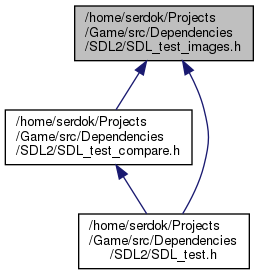 /home/serdok/Projects
/Game/src/Dependencies
/SDL2/SDL_test_images.h
/home/serdok/Projects
/Game/src/Dependencies
/SDL2/SDL_test_compare.h
/home/serdok/Projects
/Game/src/Dependencies
/SDL2/SDL_test.h